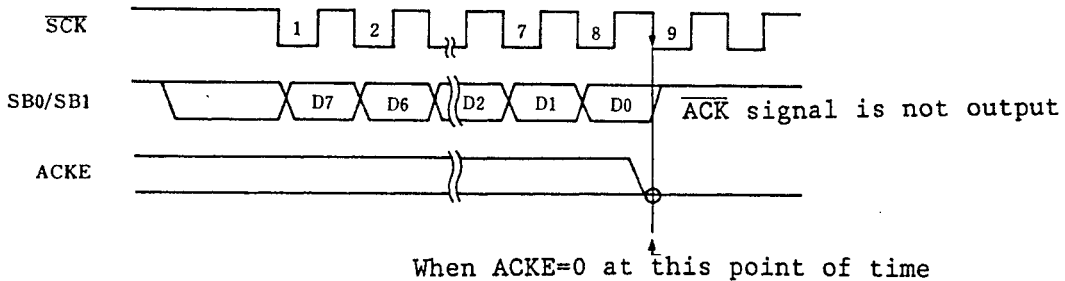 SCK 1 2 7 8 9
SB0/SB1 D7 D6 D2 D1 D0 ACK signal is not output
ACKE
When ACKE=0 at this point of time